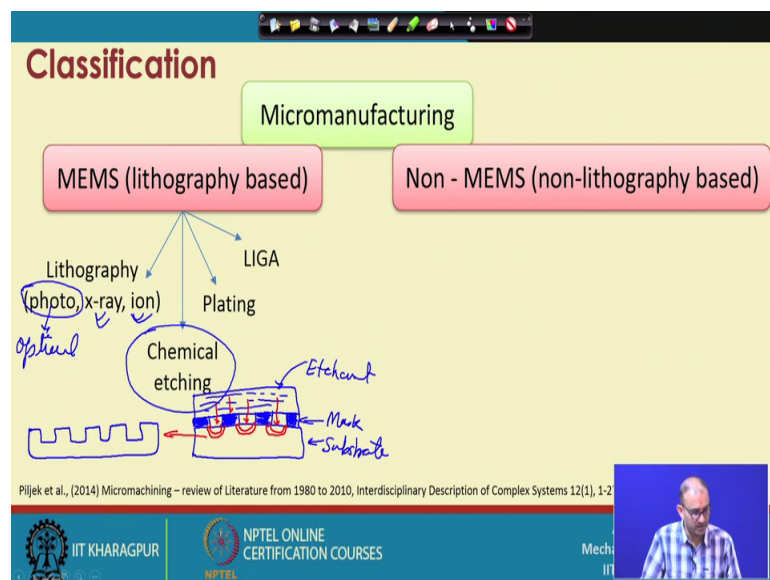 Classification
Micromanufacturing
MEMS (lithography based)
Non - MEMS (non-lithography based)
LIGA
Lithography
(photo, x-ray, ion)
Plating
optical
Chemical
etching
Etchant
Mask
Substrate
Piljek et al., (2014) Micromachining – review of Literature from 1980 to 2010, Interdisciplinary Description of Complex Systems 12(1), 1-2
IIT KHARAGPUR
NPTEL
NPTEL ONLINE
CERTIFICATION COURSES
Mecha
IIT